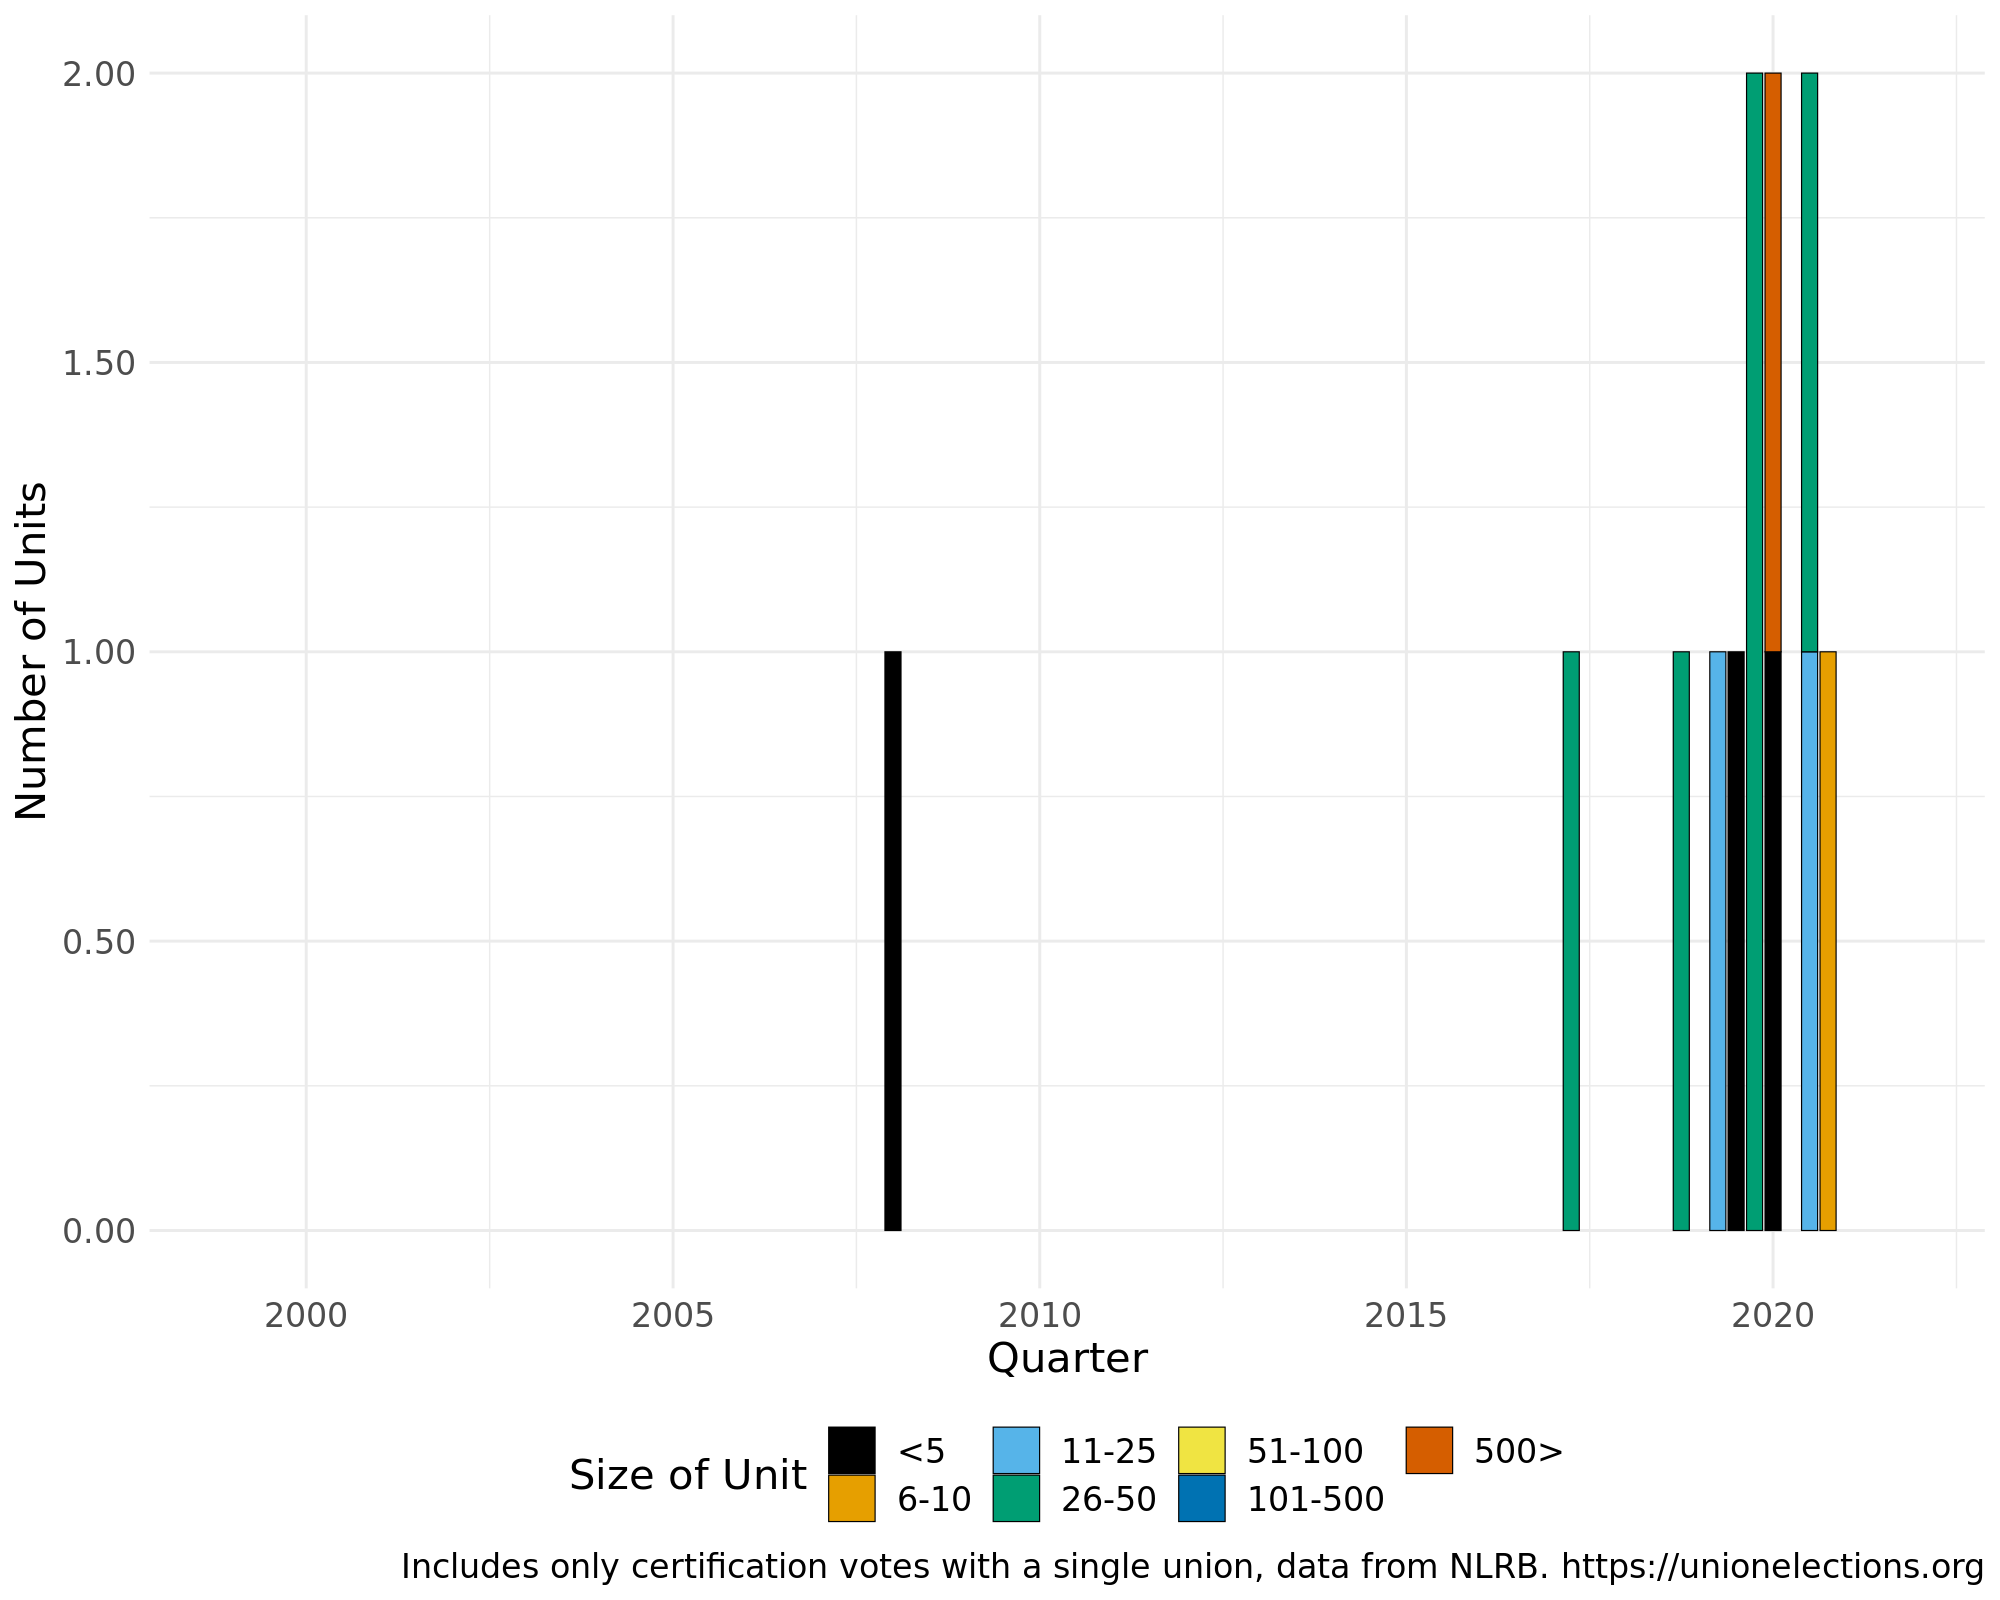 2.00
1.50
1.00
0.50
0.00
Number of Units
2000 2005 2010 2015 2020
Quarter
Size of Unit
<5 11-25 51-100 500>
6-10 26-50 101-500
Includes only certification votes with a single union, data from NLRB. https://unionelections.org